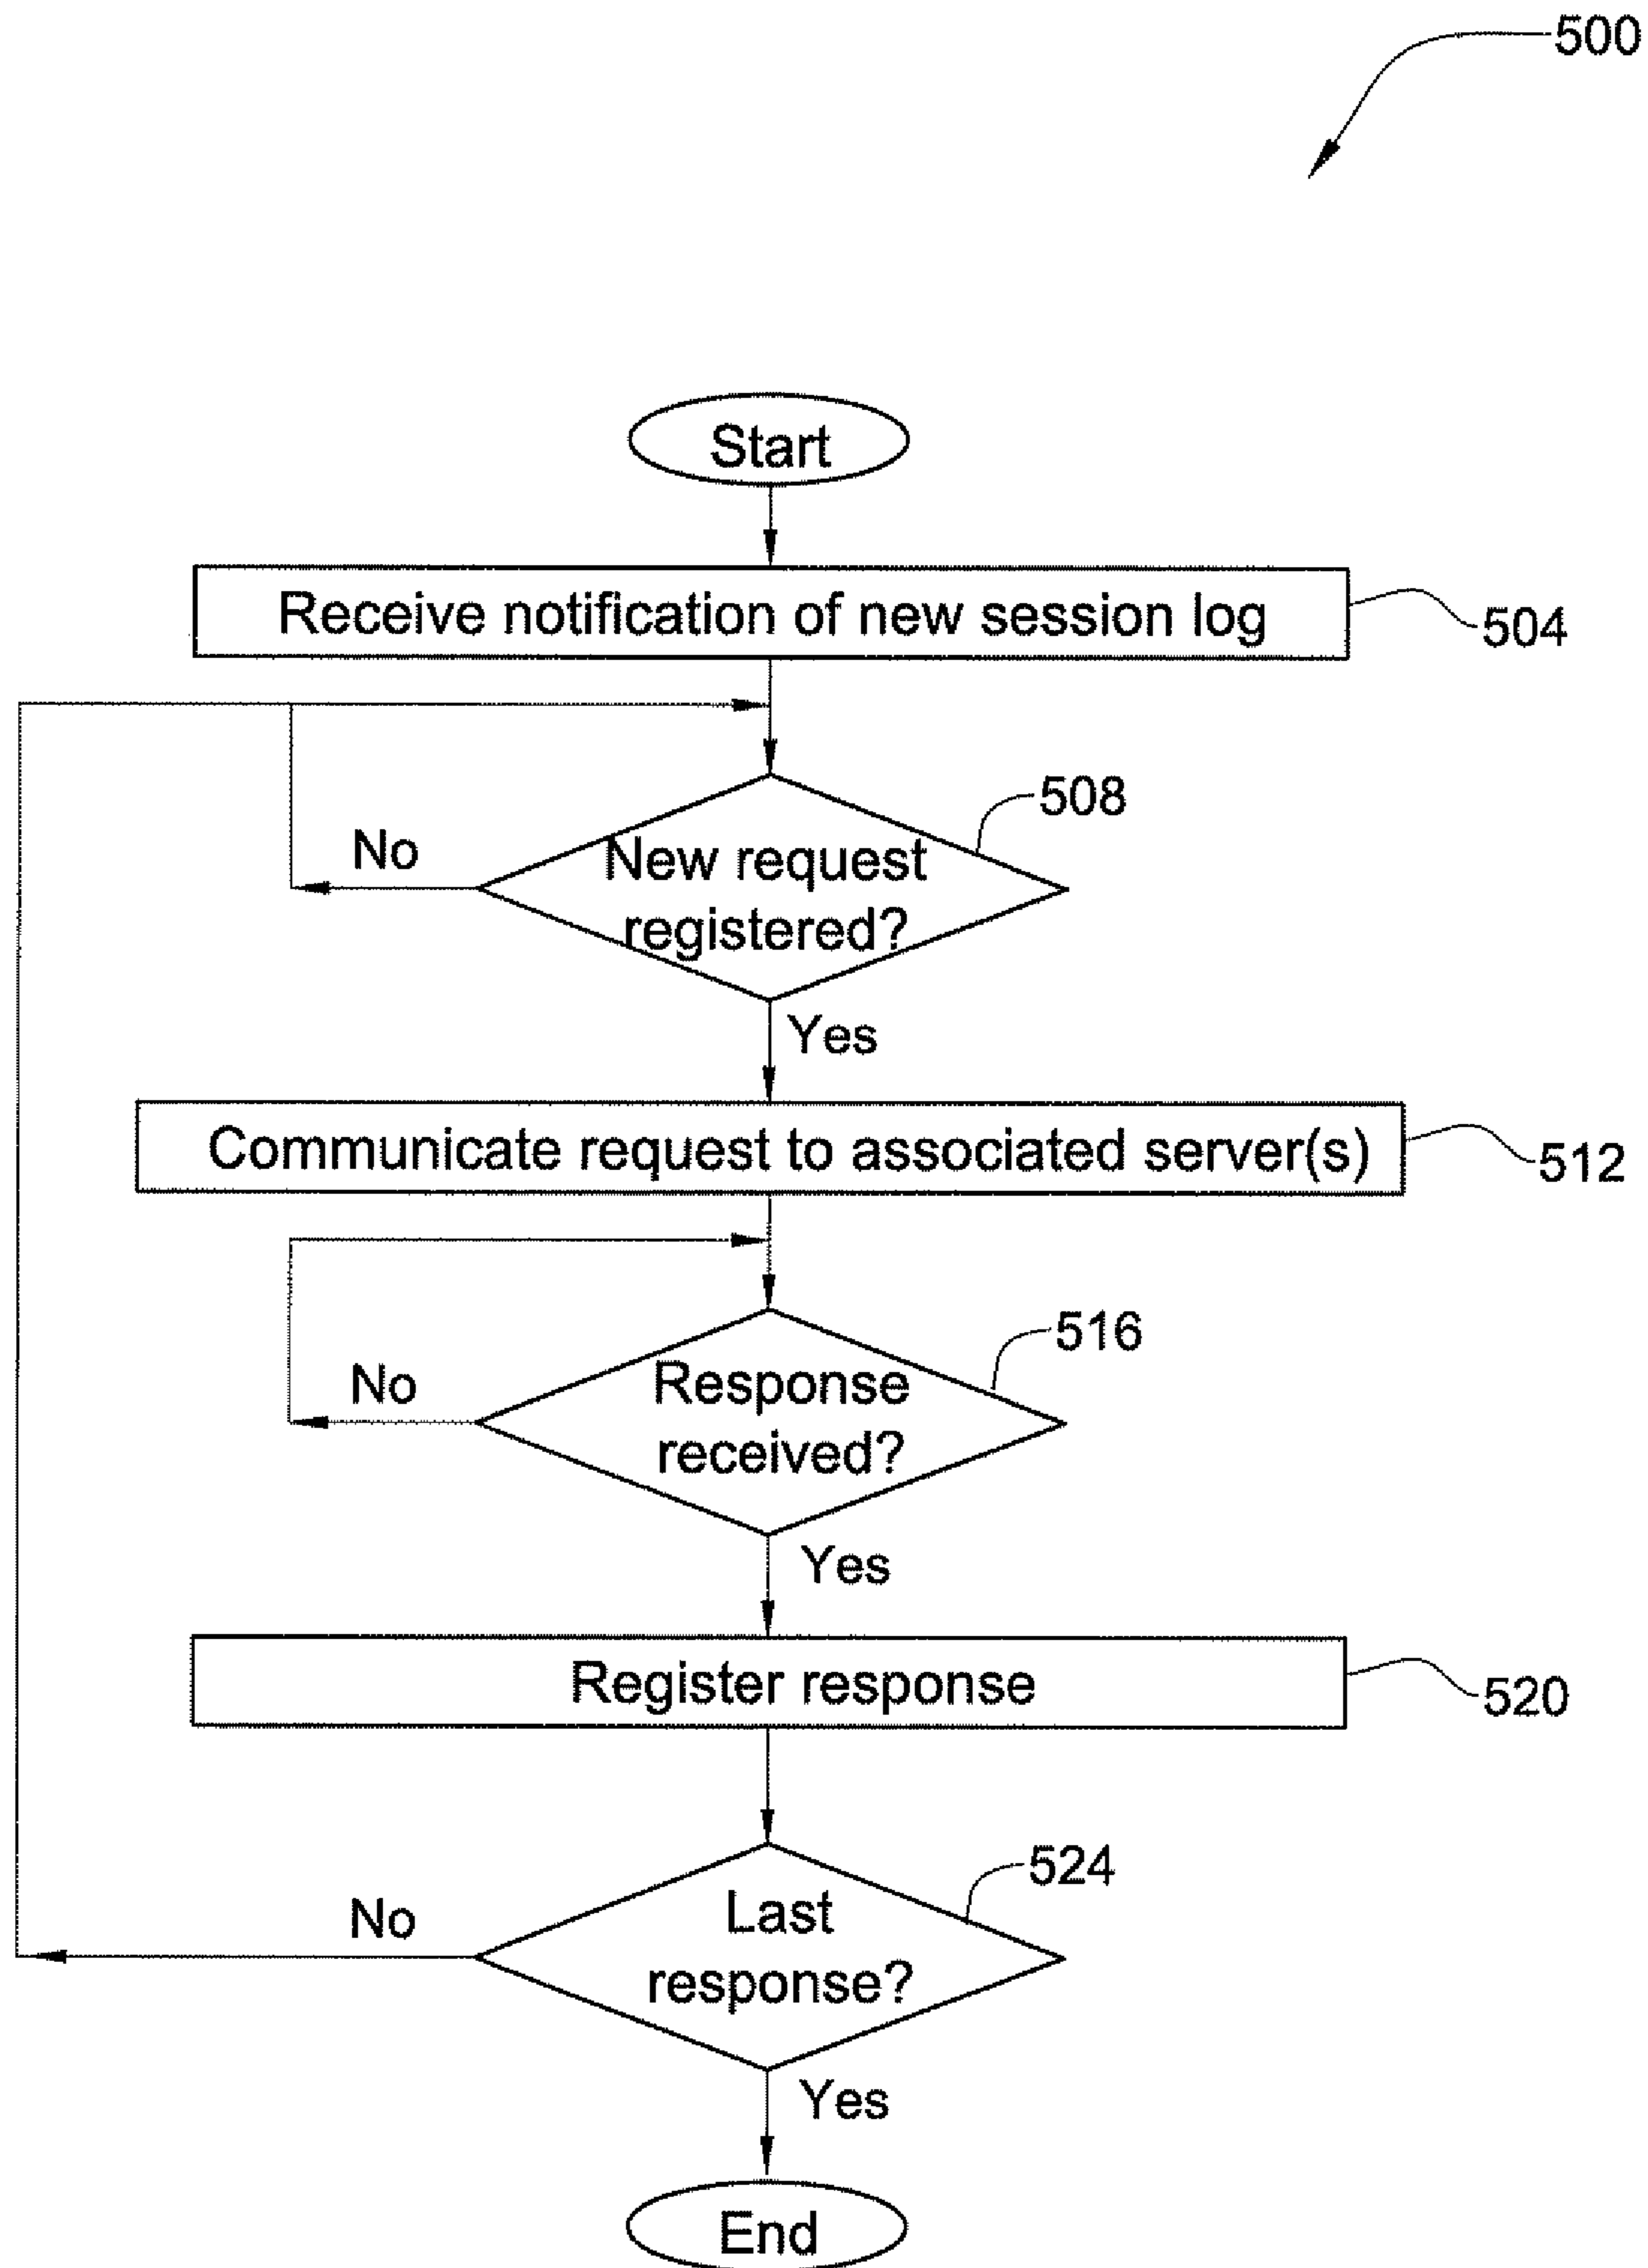 500
Start
Receive notification of new session log
504
508
No
New request
registered?
Yes
Communicate request to associated server(s)
512
516
No
Response
received?
Yes
Register response
520
524
No
Last
response?
Yes
End